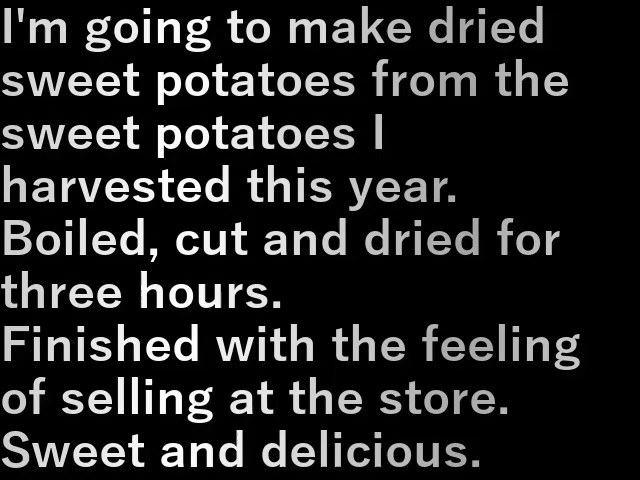 I'm going to make dried
sweet potatoes from the
sweet potatoes I
harvested this year.
Boiled, cut and dried for
three hours.
Finished with the feeling
of selling at the store.
Sweet and delicious.